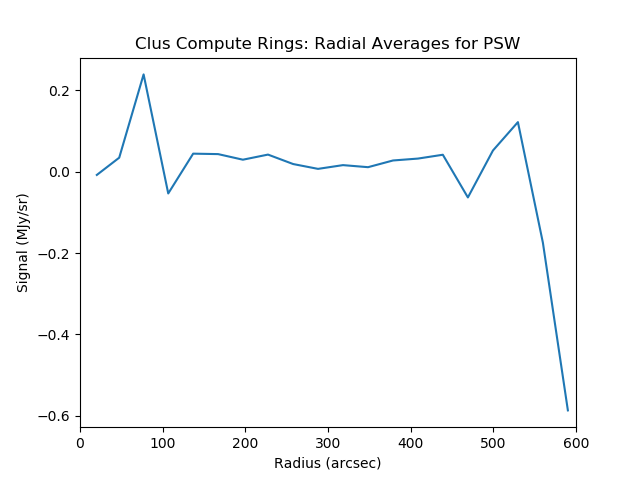 Clus Compute Rings: Radial Averages for PSW
0.2
0.0
−0.2
−0.4
−0.6
Signal (MJy/sr)
0 100 200 300 400 500 600
Radius (arcsec)